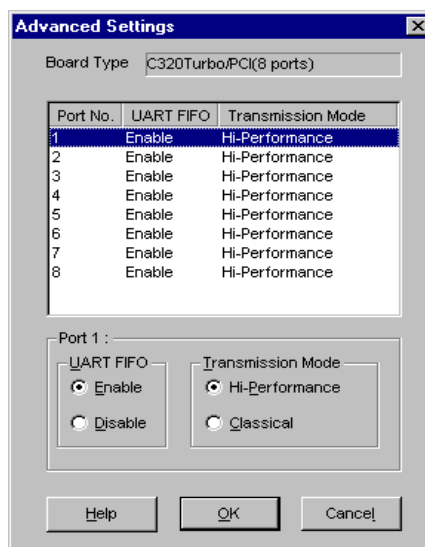 Advanced Settings
Board Type C320Turbo/PCI(8 ports)
Port No. UART FIFO Transmission Mode
1 Enable Hi-Performance
2 Enable Hi-Performance
3 Enable Hi-Performance
4 Enable Hi-Performance
5 Enable Hi-Performance
6 Enable Hi-Performance
7 Enable Hi-Performance
8 Enable Hi-Performance
Port 1 :
UART FIFO Transmission Mode
Enable Hi-Performance
Disable Classical
Help OK Cancel